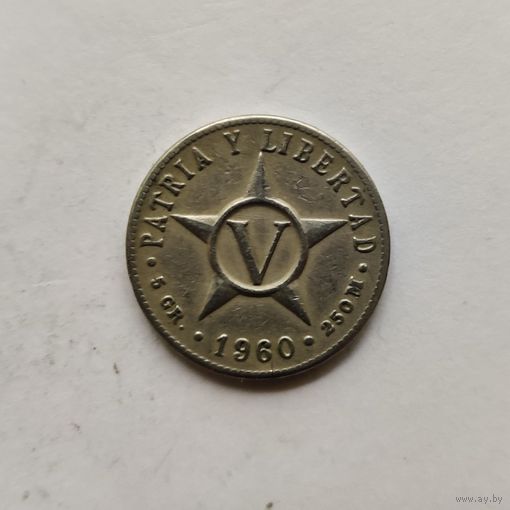 PATRIA Y LIBERTAD
V
• 5 GR. • 1960 • 250 M •
www.ay.by